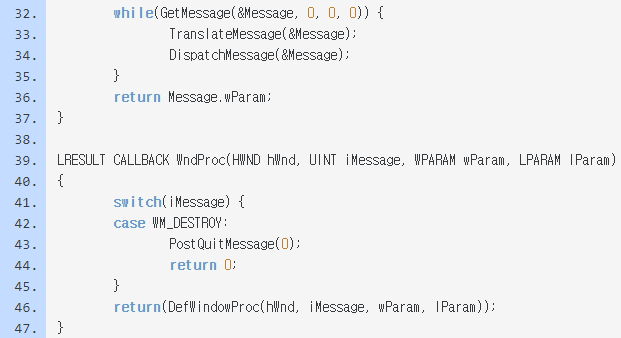 32. while(GetMessage(&Message, 0, 0, 0)) {
33. TranslateMessage(&Message);
34. DispatchMessage(&Message);
35. }
36. return Message.wParam;
37. }
38.
39. LRESULT CALLBACK WndProc(HWND hWnd, UINT iMessage, WPARAM wParam, LPARAM lParam)
40. {
41. switch(iMessage) {
42. case WM_DESTROY:
43. PostQuitMessage(0);
44. return 0;
45. }
46. return(DefWindowProc(hWnd, iMessage, wParam, lParam));
47. }